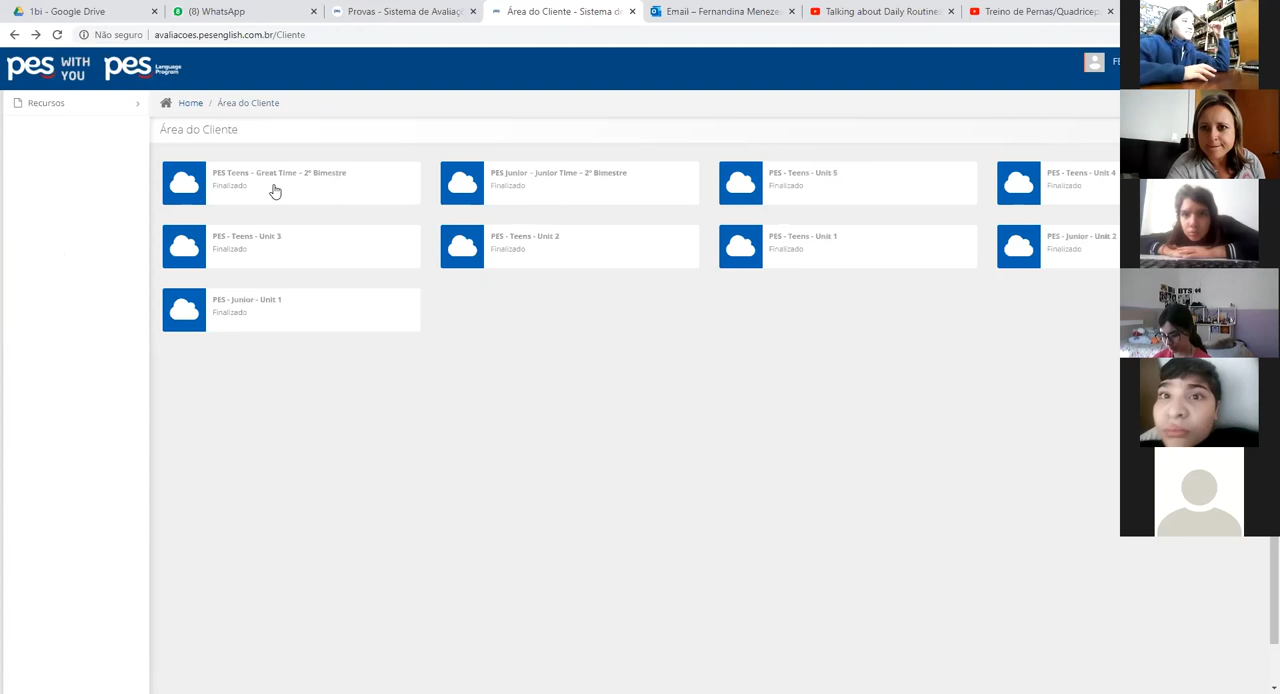 1bi - Google Drive
(8) WhatsApp
Provas - Sistema de Avaliaç
Área do Cliente - Sistema de
Email – Fernandina Menezes
Talking about Daily Routines
Treino de Pernas/Quadricep
Não seguro | avaliacoes.pesenglish.com.br/Cliente
pes WITH YOU pes Language Program
Recursos
Home / Área do Cliente
Área do Cliente
PES Teens – Great Time – 2º Bimestre
Finalizado
PES Junior – Junior Time – 2º Bimestre
Finalizado
PES - Teens - Unit 5
Finalizado
PES - Teens - Unit 4
Finalizado
PES - Teens - Unit 3
Finalizado
PES - Teens - Unit 2
Finalizado
PES - Teens - Unit 1
Finalizado
PES - Junior - Unit 2
Finalizado
PES - Junior - Unit 1
Finalizado
BTS